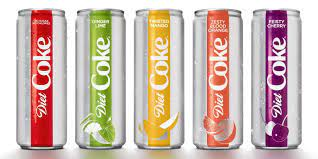 Diet Coke
GINGER
LIME
Diet Coke
TWISTED
MANGO
Diet Coke
ZESTY
BLOOD
ORANGE
Diet Coke
FEISTY
CHERRY
Diet Coke